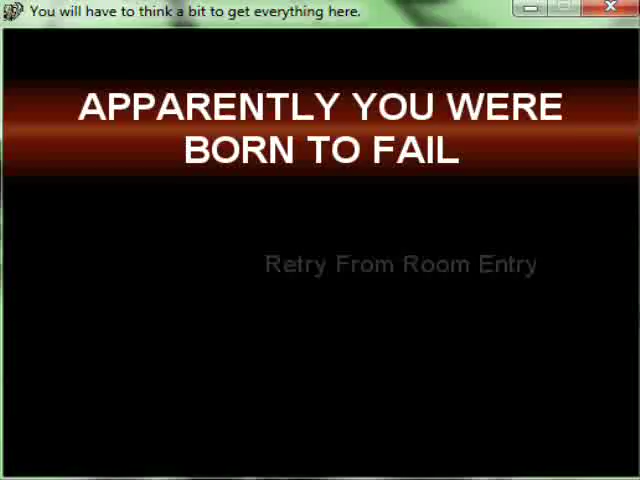 You will have to think a bit to get everything here.
APPARENTLY YOU WERE
BORN TO FAIL
Retry From Room Entry